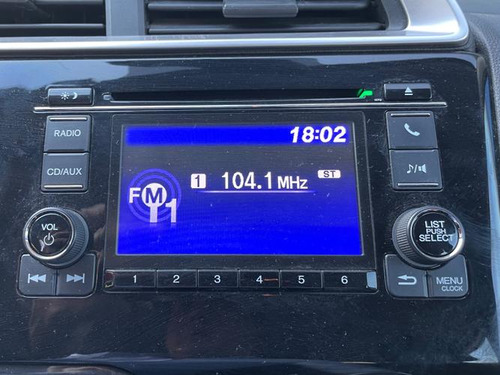 RADIO
CD/AUX
VOL
18:02
FM1
1 104.1 MHz ST
LIST
PUSH
SELECT
MENU
CLOCK
1 2 3 4 5 6